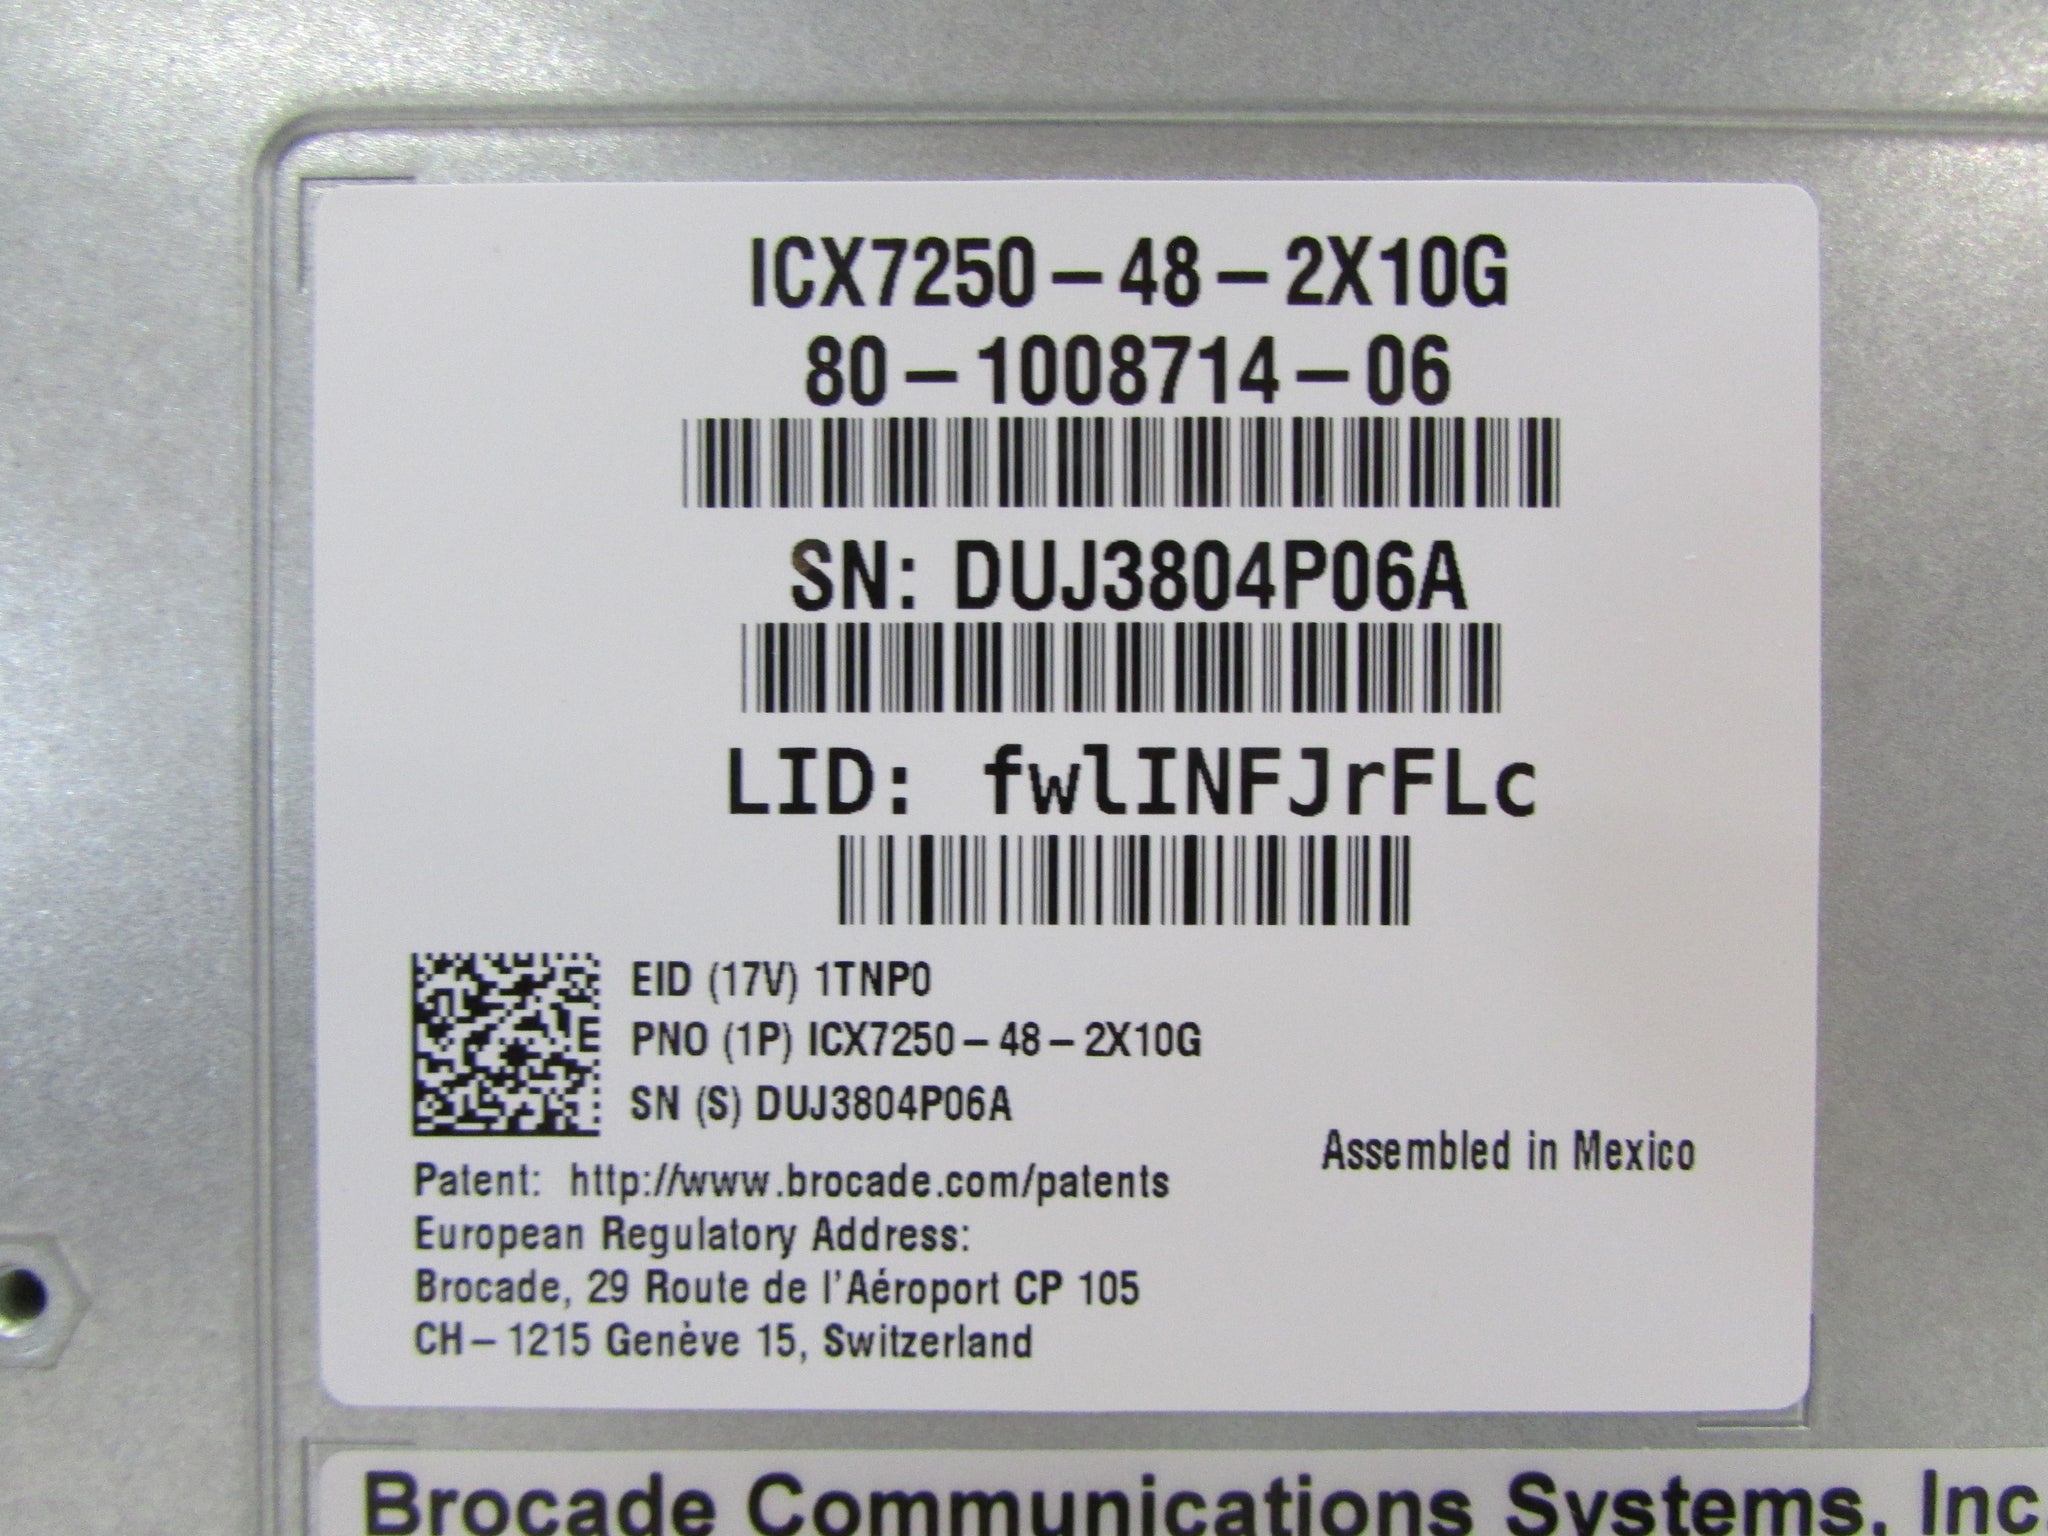 ICX7250-48-2X10G
80-1008714-06
SN: DUJ3804P06A
LID: fwlINFJrFLc
EID (17V) 1TNP0
PNO (1P) ICX7250-48-2X10G
SN (S) DUJ3804P06A
Assembled in Mexico
Patent: http://www.brocade.com/patents
European Regulatory Address:
Brocade, 29 Route de l'Aéroport CP 105
CH-1215 Genève 15, Switzerland
Brocade Communications Systems, Inc.